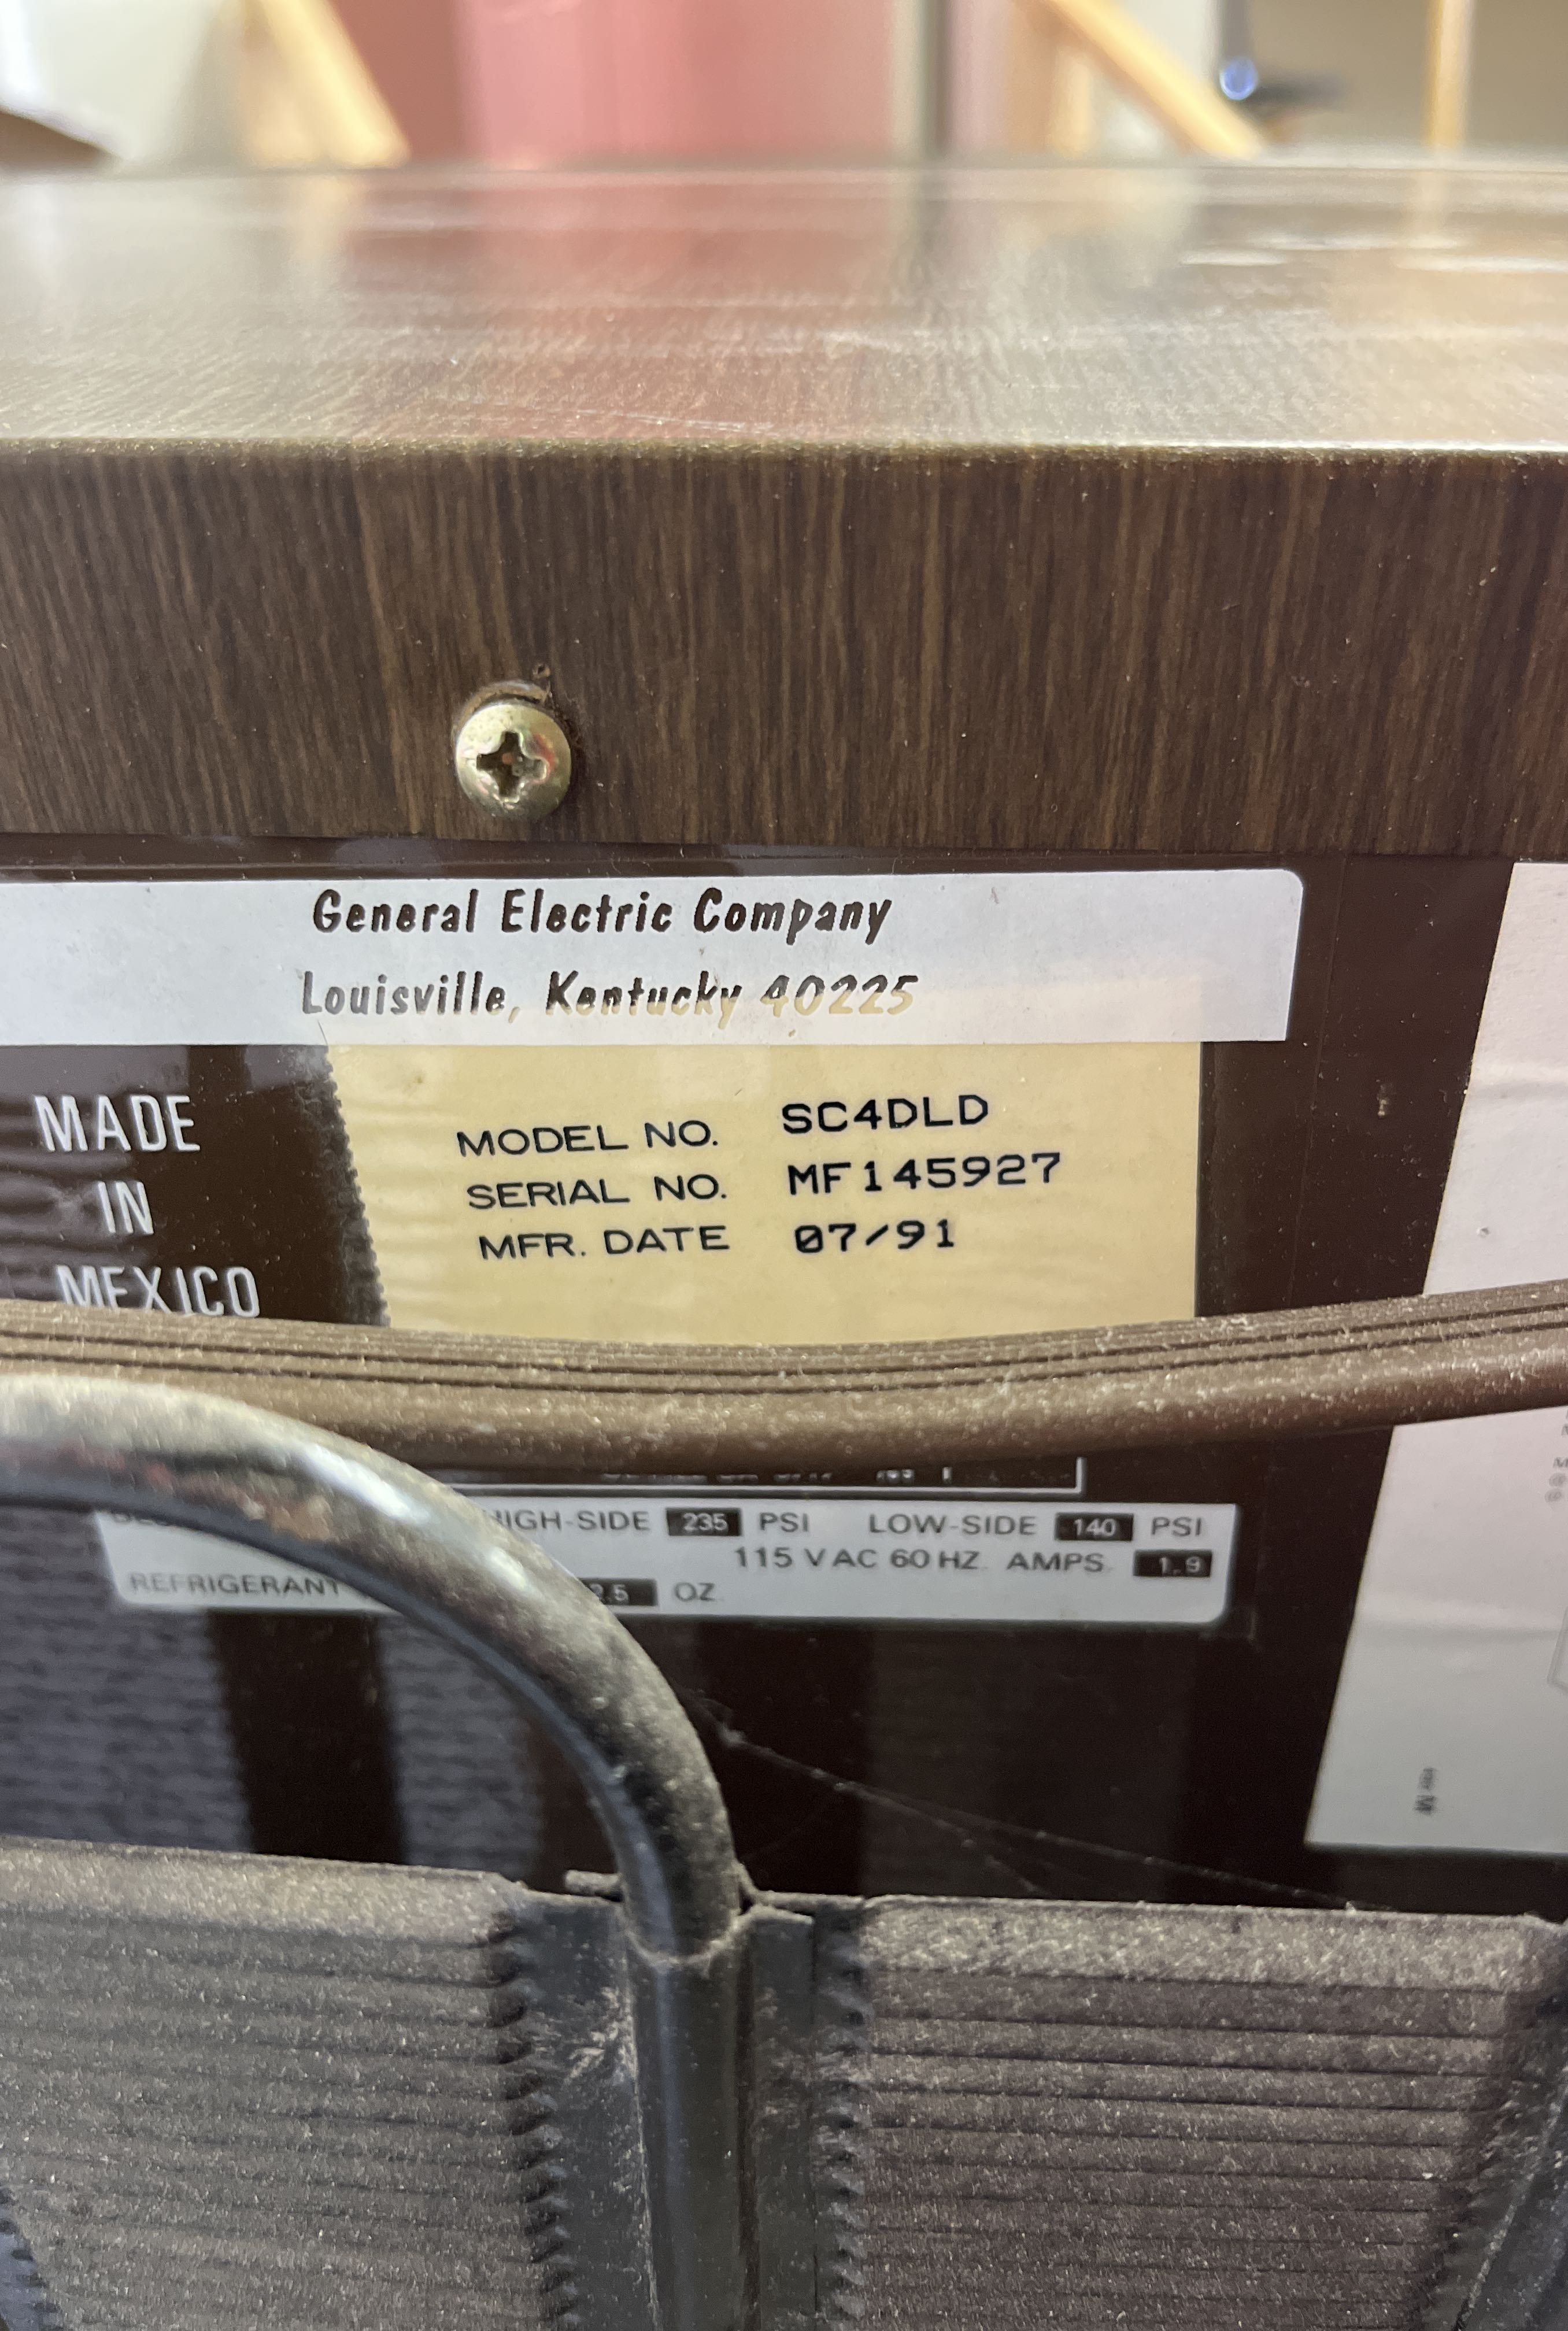 General Electric Company
Louisville, Kentucky 40225
MADE
IN
MEXICO
MODEL NO. SC4DLD
SERIAL NO. MF145927
MFR. DATE 07/91
HIGH-SIDE 235 PSI LOW-SIDE 140 PSI
115 VAC 60 HZ. AMPS. 1.9
REFRIGERANT
OZ.